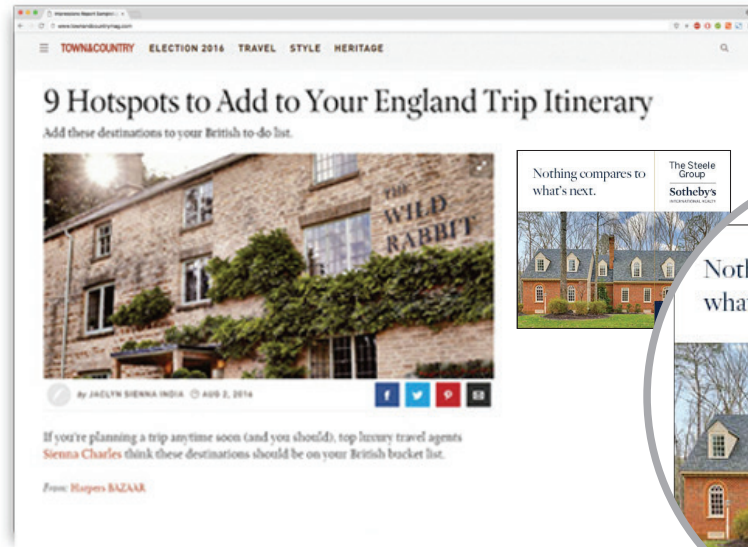 www.townandcountrymag.com
TOWN&COUNTRY ELECTION 2016 TRAVEL STYLE HERITAGE
9 Hotspots to Add to Your England Trip Itinerary
Add these destinations to your British to-do list.
THE
WILD
RABBIT
By JACLYN SIENNA INDIA AUG 2, 2016
If you're planning a trip anytime soon (and you should), top luxury travel agents
Sienna Charles think these destinations should be on your British bucket list.
From: Harpers BAZAAR
Nothing compares to
what's next.
The Steele
Group
Sotheby's
INTERNATIONAL REALTY
Noth
what